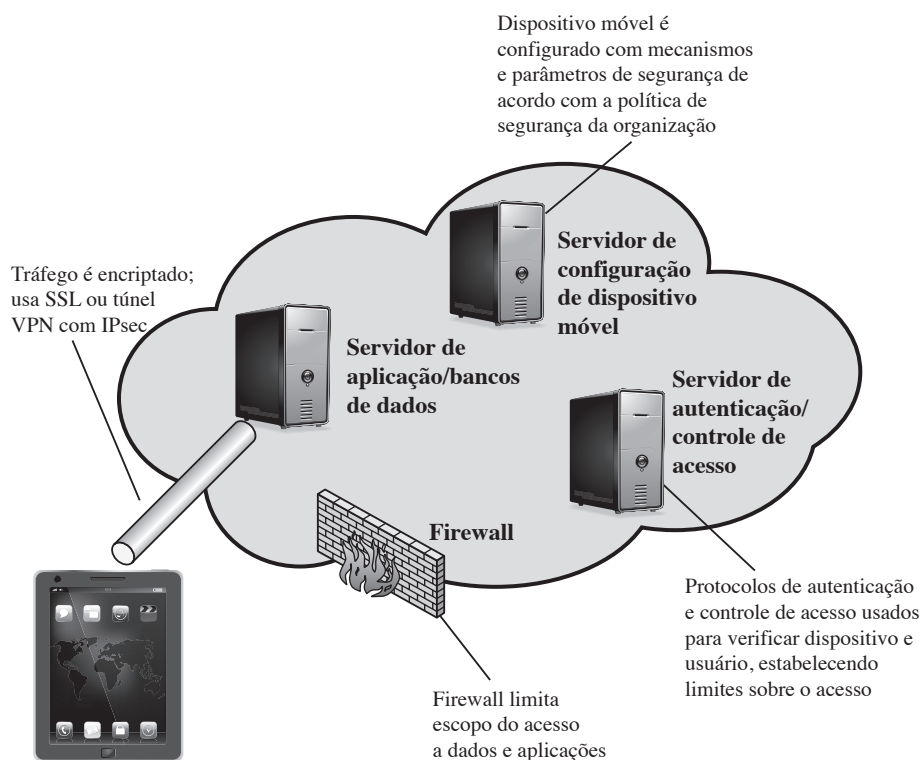 Dispositivo móvel é
configurado com mecanismos
e parâmetros de segurança de
acordo com a política de
segurança da organização
Servidor de
configuração
de dispositivo
móvel
Tráfego é encriptado;
usa SSL ou túnel
VPN com IPsec
Servidor de
aplicação/bancos
de dados
Servidor de
autenticação/
controle de
acesso
Firewall
Protocolos de autenticação
e controle de acesso usados
para verificar dispositivo e
usuário, estabelecendo
limites sobre o acesso
Firewall limita
escopo do acesso
a dados e aplicações